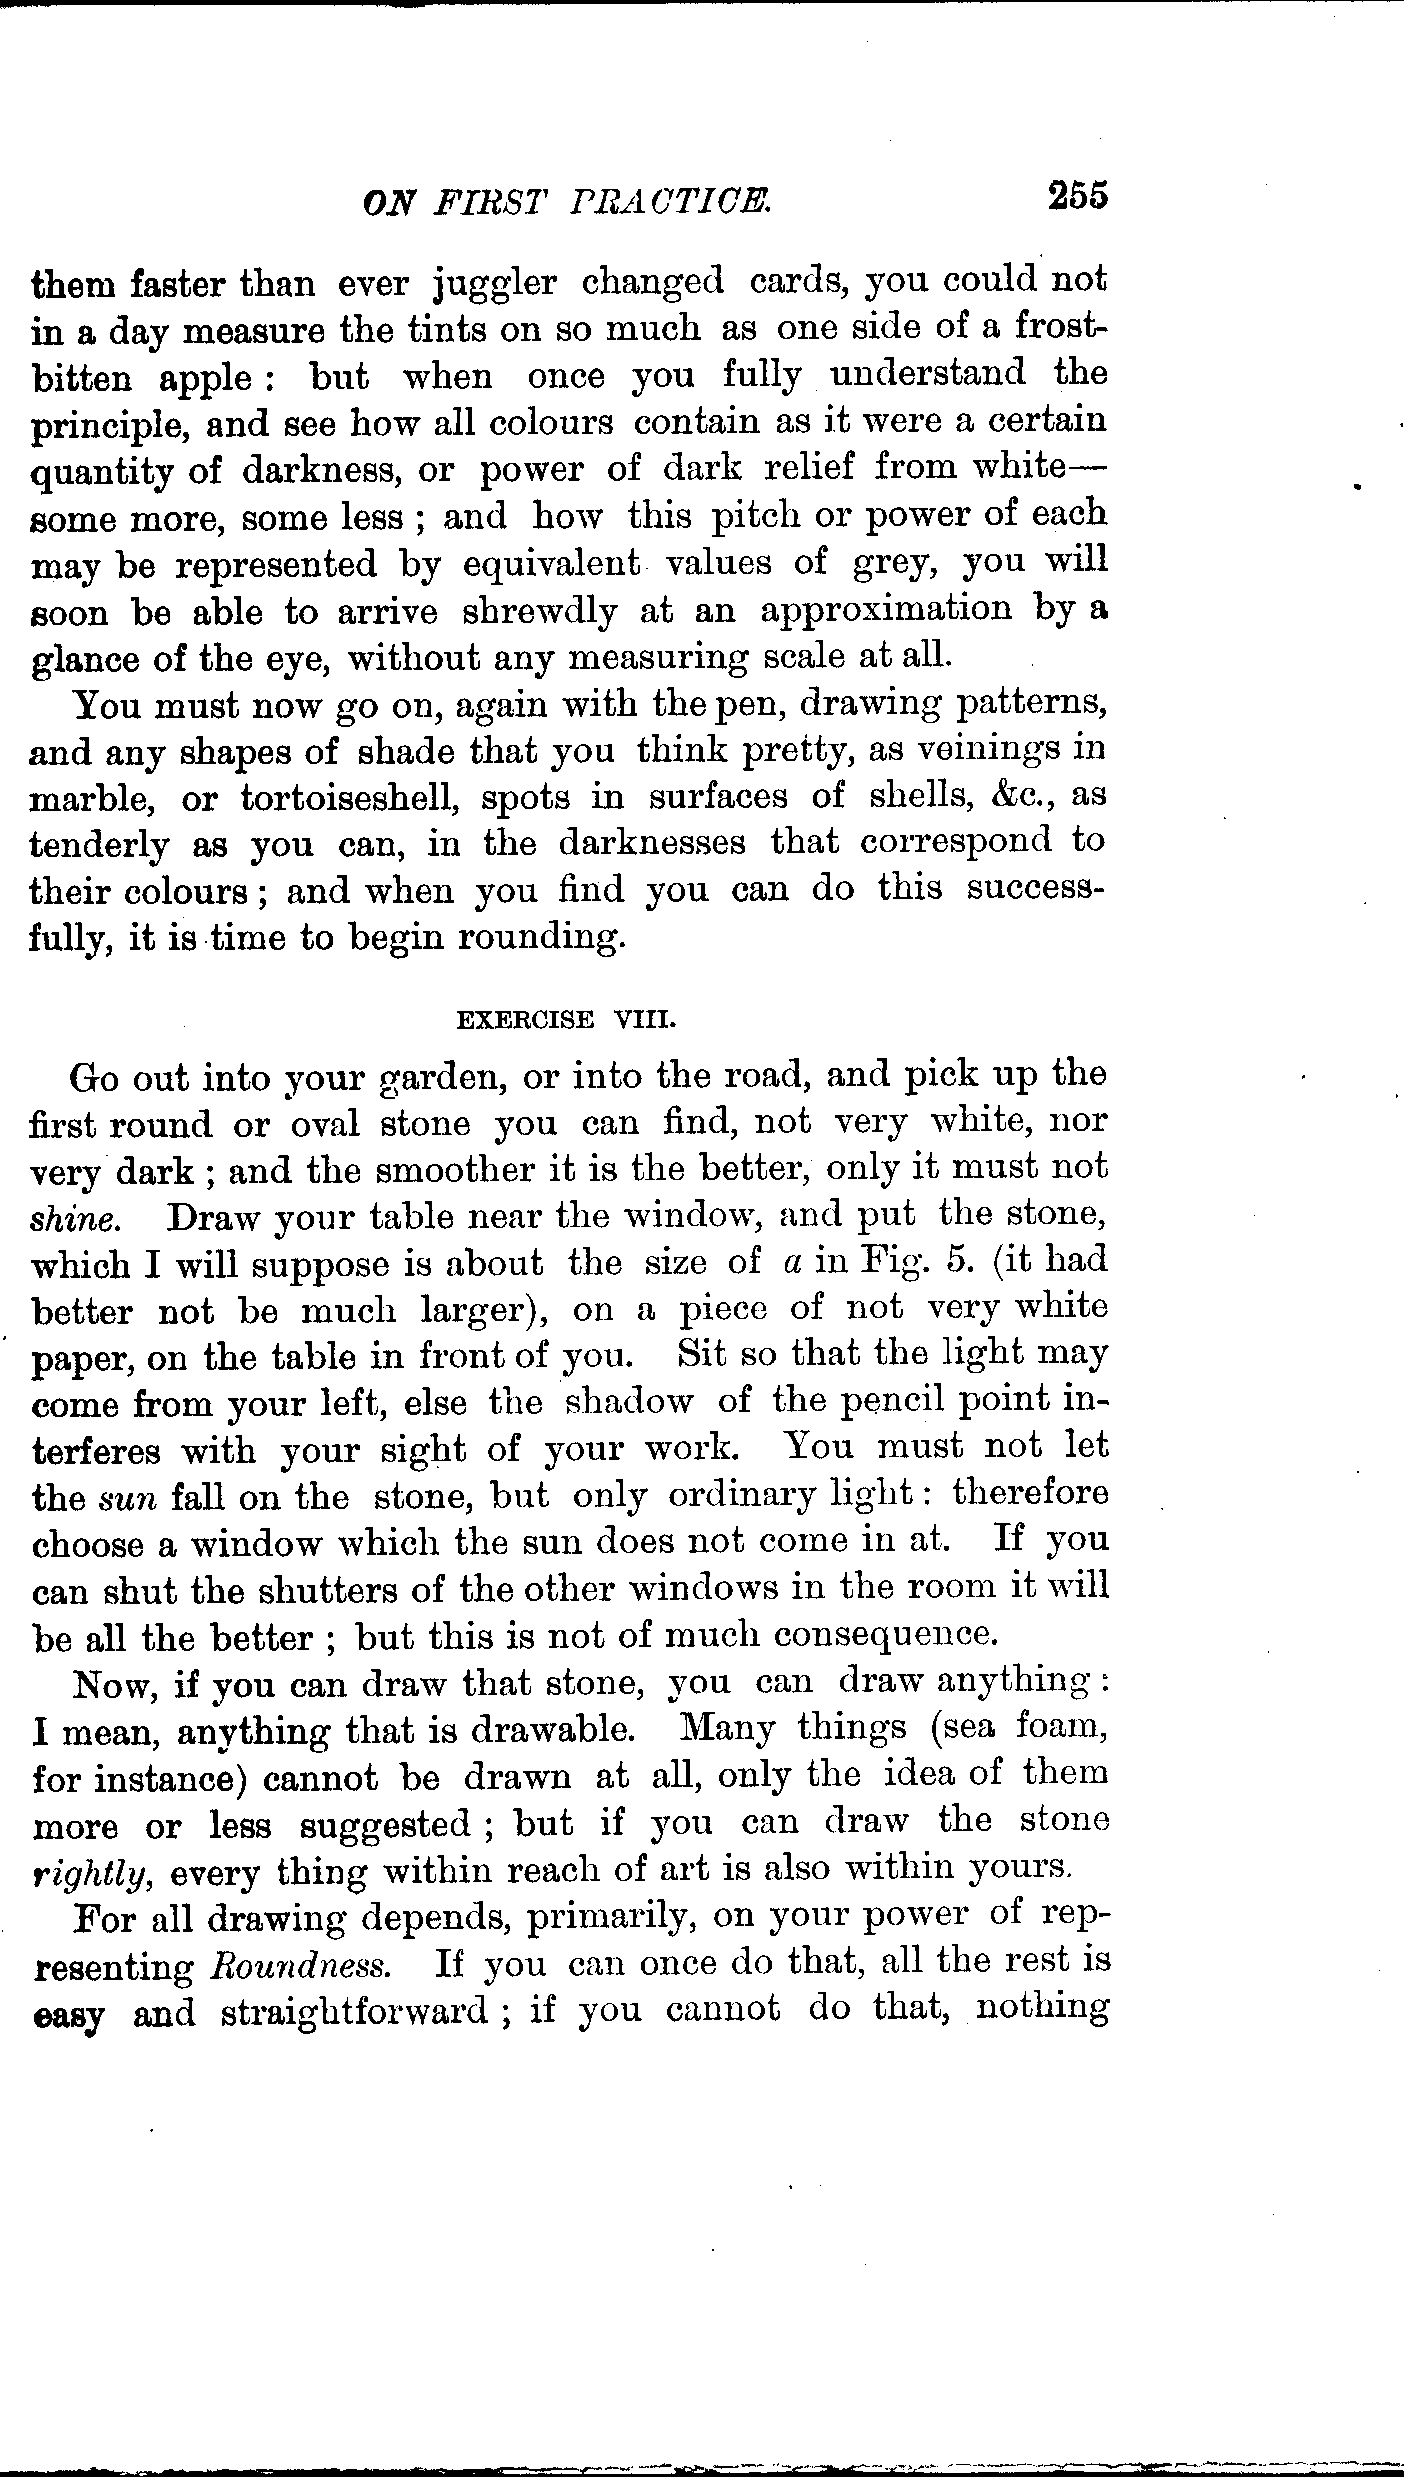 ON FIRST PRACTICE. 255
them faster than ever juggler changed cards, you could not
in a day measure the tints on so much as one side of a frost-
bitten apple : but when once you fully understand the
principle, and see how all colours contain as it were a certain
quantity of darkness, or power of dark relief from white—
some more, some less ; and how this pitch or power of each
may be represented by equivalent values of grey, you will
soon be able to arrive shrewdly at an approximation by a
glance of the eye, without any measuring scale at all.
You must now go on, again with the pen, drawing patterns,
and any shapes of shade that you think pretty, as veinings in
marble, or tortoiseshell, spots in surfaces of shells, &c., as
tenderly as you can, in the darknesses that correspond to
their colours ; and when you find you can do this success-
fully, it is time to begin rounding.
EXERCISE VIII.
Go out into your garden, or into the road, and pick up the
first round or oval stone you can find, not very white, nor
very dark ; and the smoother it is the better, only it must not
shine. Draw your table near the window, and put the stone,
which I will suppose is about the size of a in Fig. 5. (it had
better not be much larger), on a piece of not very white
paper, on the table in front of you. Sit so that the light may
come from your left, else the shadow of the pencil point in-
terferes with your sight of your work. You must not let
the sun fall on the stone, but only ordinary light : therefore
choose a window which the sun does not come in at. If you
can shut the shutters of the other windows in the room it will
be all the better ; but this is not of much consequence.
Now, if you can draw that stone, you can draw anything :
I mean, anything that is drawable. Many things (sea foam,
for instance) cannot be drawn at all, only the idea of them
more or less suggested ; but if you can draw the stone
rightly, every thing within reach of art is also within yours.
For all drawing depends, primarily, on your power of rep-
resenting Roundness. If you can once do that, all the rest is
easy and straightforward ; if you cannot do that, nothing